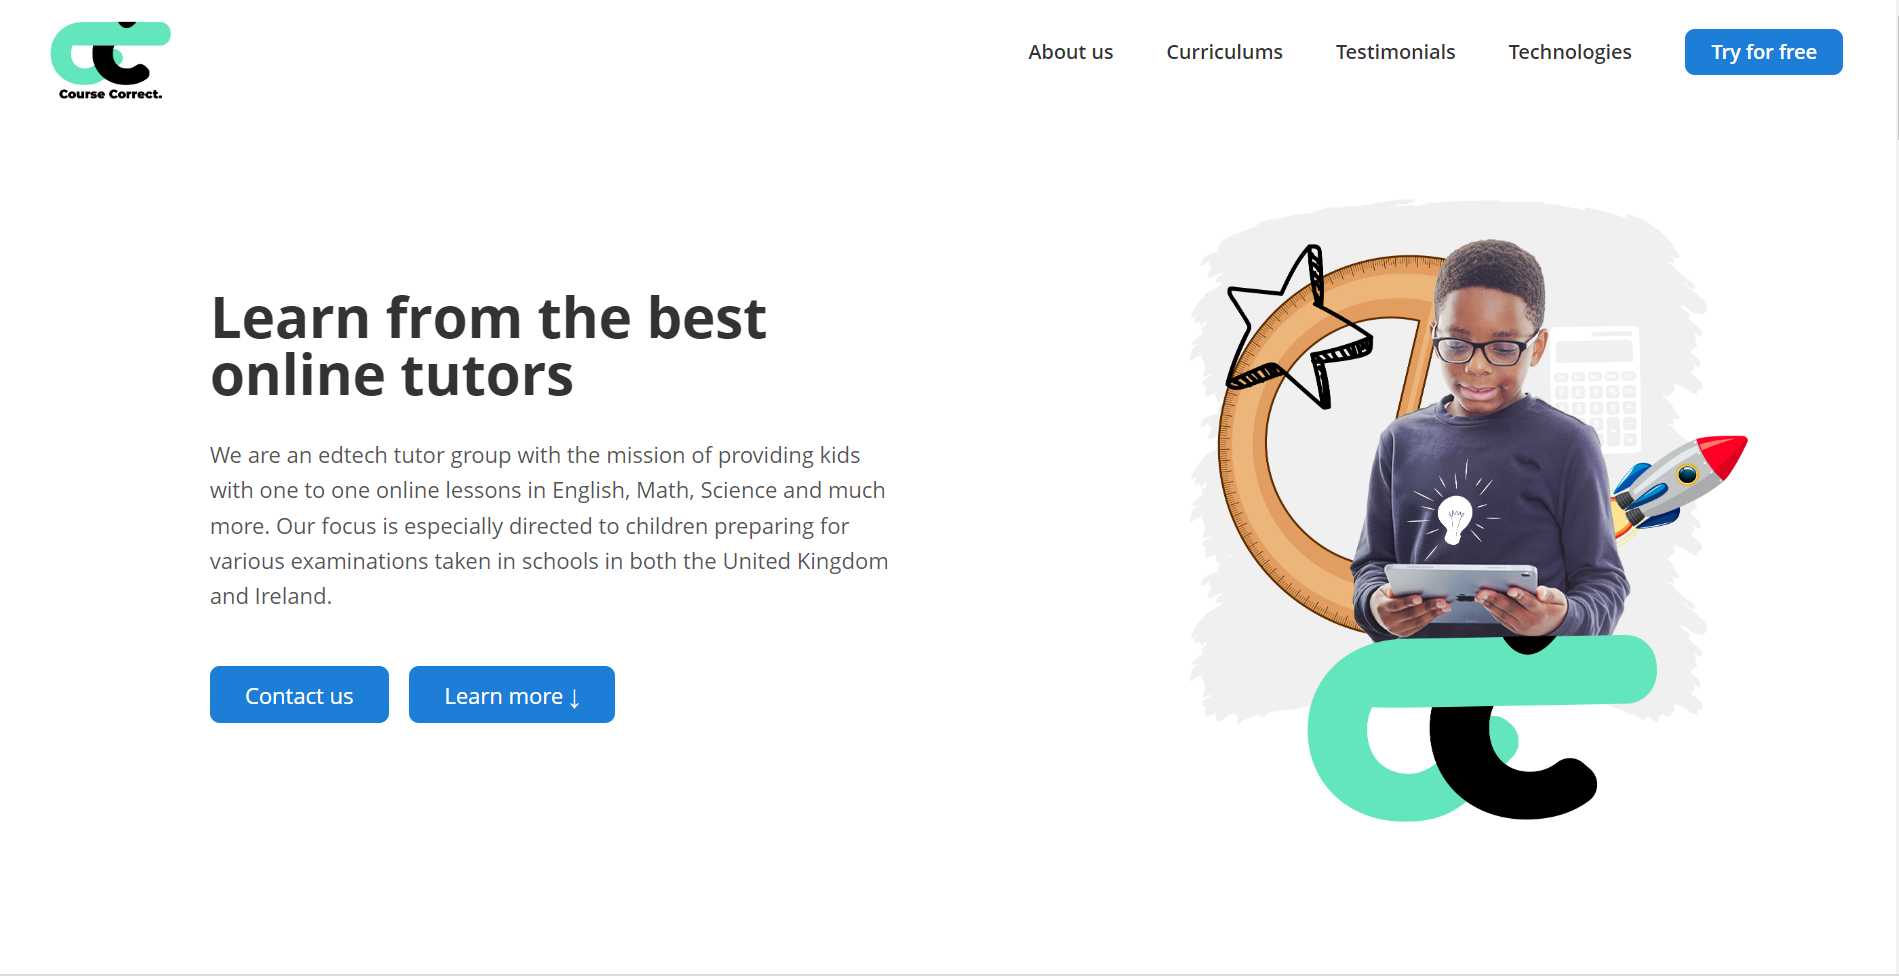 Course Correct.
About us
Curriculums
Testimonials
Technologies
Try for free
Learn from the best
online tutors
We are an edtech tutor group with the mission of providing kids
with one to one online lessons in English, Math, Science and much
more. Our focus is especially directed to children preparing for
various examinations taken in schools in both the United Kingdom
and Ireland.
Contact us
Learn more ↓